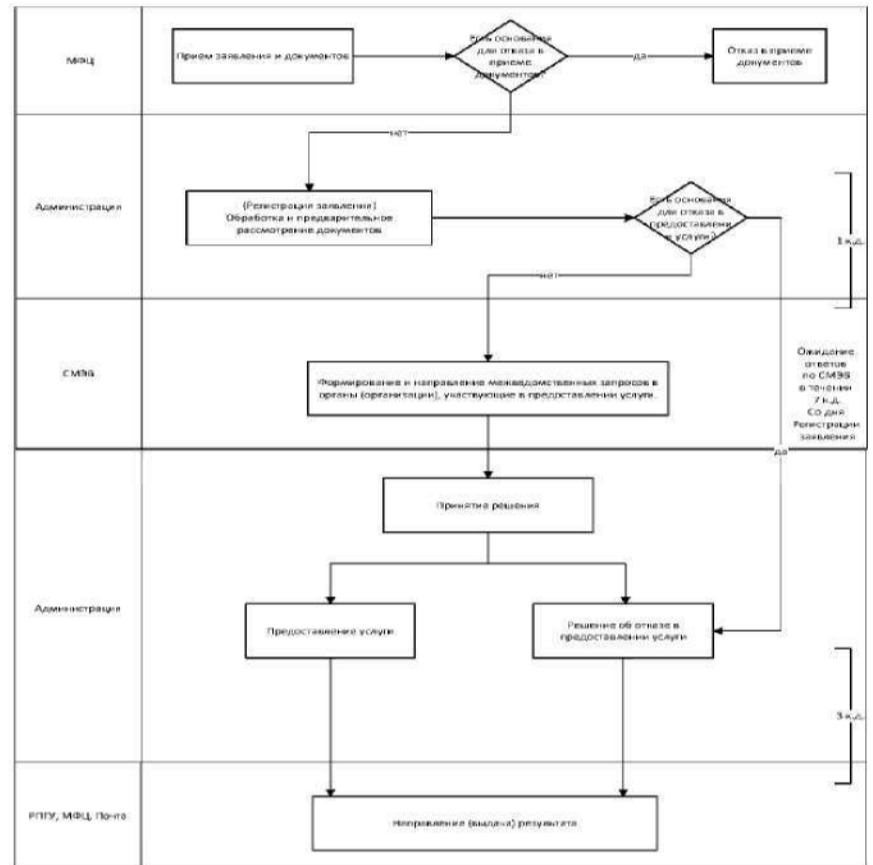 МФЦ
Прием заявления и документов
Есть основания
для отказа в
приеме
документов?
да
Отказ в приеме
документов
нет
Администрация
(Регистрация заявления)
Обработка и предварительное
рассмотрение документов
Есть основания
для отказа в
предоставлени
и услуги?
1 к.д.
нет
СМЭВ
Формирование и направление межведомственных запросов в
органы (организации), участвующие в предоставлении услуги.
Ожидание
ответов
по СМЭВ
в течении
7 к.д.
Со дня
Регистрации
заявления
да
Принятие решения
Администрация
Предоставление услуги
Решение об отказе в
предоставлении услуги
3 к.д.
РПГУ, МФЦ, Почта
Направление (выдача) результата